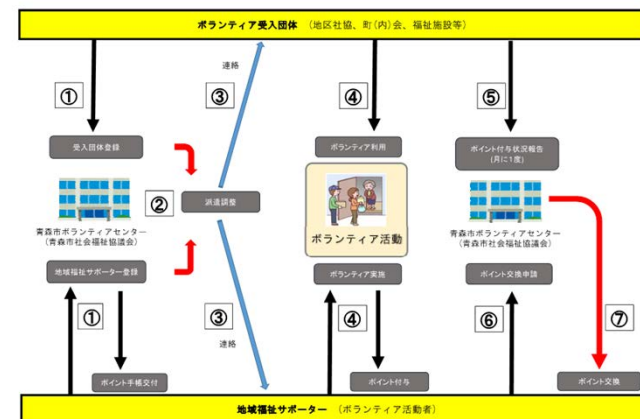 ボランティア受入団体 (地区社協、町(内)会、福祉施設等)
①
③
連絡
④
⑤
受入団体登録
ボランティア利用
ポイント付与状況報告
(月に1度)
②
派遣調整
ボランティア活動
青森市ボランティアセンター
(青森市社会福祉協議会)
青森市ボランティアセンター
(青森市社会福祉協議会)
地域福祉サポーター登録
ボランティア実施
ポイント交換申請
①
③
連絡
④
⑥
⑦
ポイント手帳交付
ポイント付与
ポイント交換
地域福祉サポーター (ボランティア活動者)